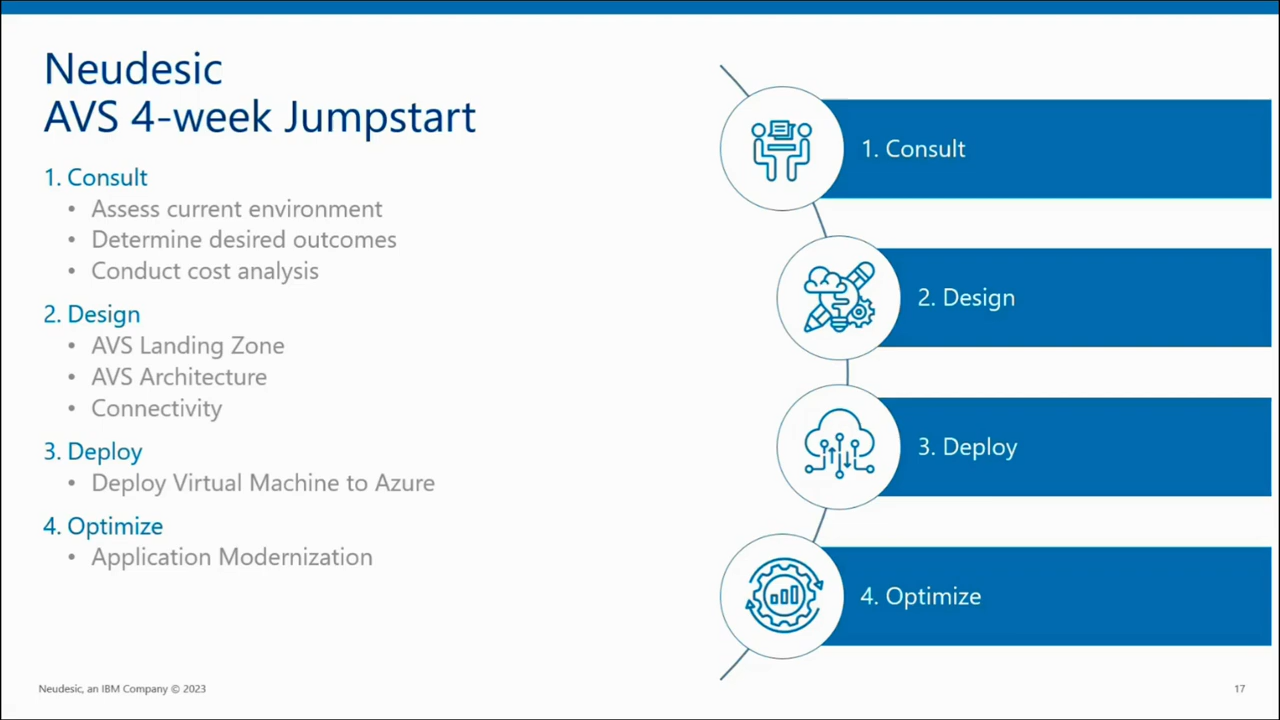 Neudesic
AVS 4-week Jumpstart
1. Consult
• Assess current environment
• Determine desired outcomes
• Conduct cost analysis
2. Design
• AVS Landing Zone
• AVS Architecture
• Connectivity
3. Deploy
• Deploy Virtual Machine to Azure
4. Optimize
• Application Modernization
1. Consult
2. Design
3. Deploy
4. Optimize
Neudesic, an IBM Company © 2023
17